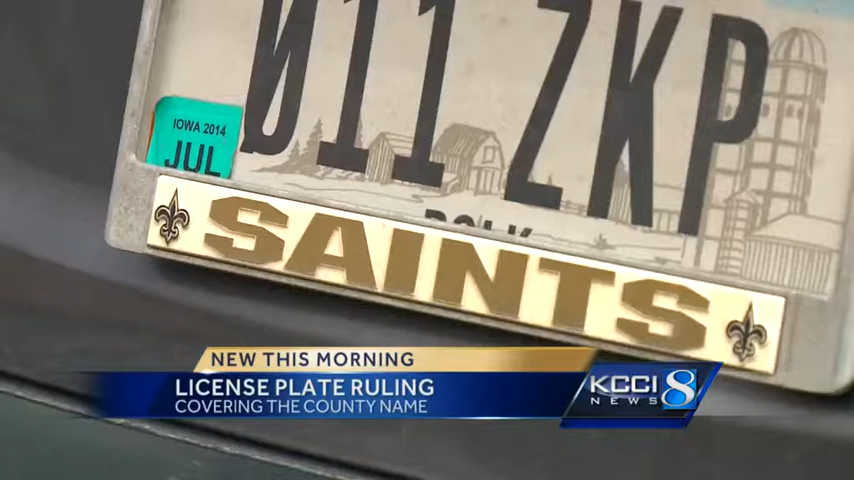 Ø11 ZKP
IOWA 2014
JUL
POLK
SAINTS
NEW THIS MORNING
LICENSE PLATE RULING
COVERING THE COUNTY NAME
KCCI 8
NEWS